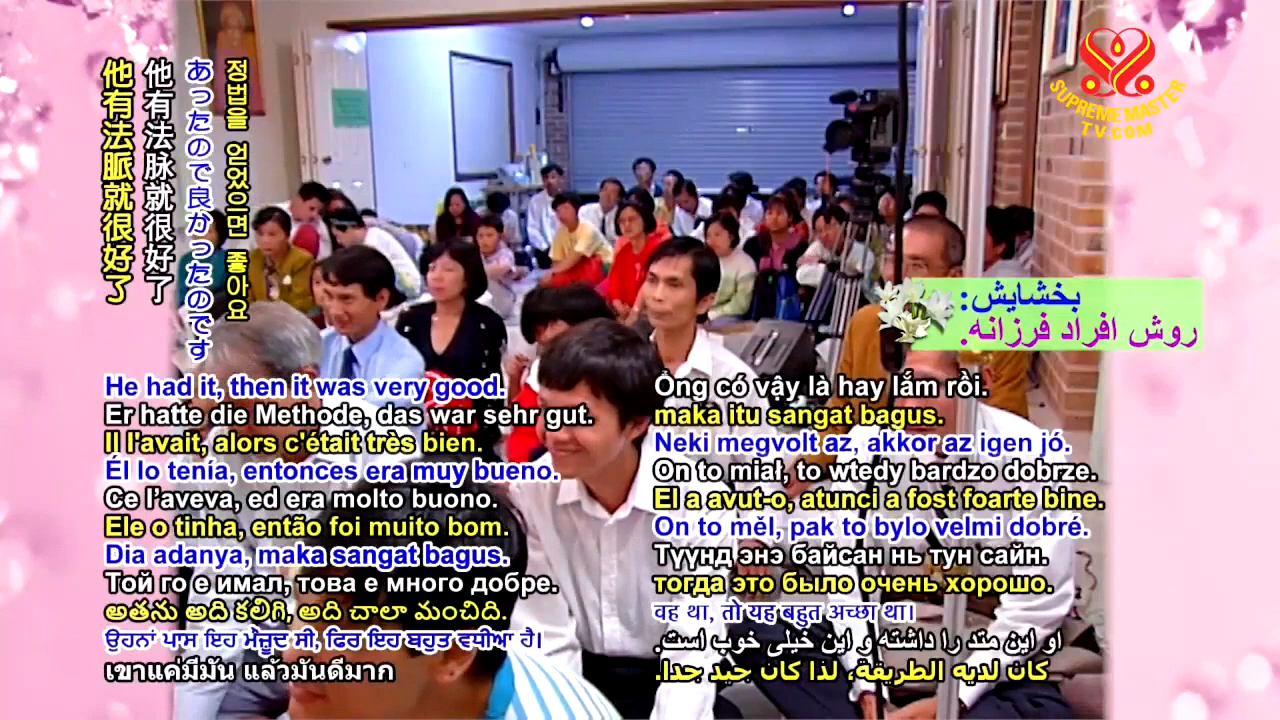 他有法脈就很好了
他有法脉就很好了
あったので良かったのです
정법을 얻었으면 좋아요
SUPREME MASTER
TV.COM
بخشایش:
روش افراد فرزانه.
He had it, then it was very good.
Er hatte die Methode, das war sehr gut.
Il l'avait, alors c'était très bien.
Él lo tenía, entonces era muy bueno.
Ce l'aveva, ed era molto buono.
Ele o tinha, então foi muito bom.
Dia adanya, maka sangat bagus.
Той го е имал, това е много добре.
అతను అది కలిగి, అది చాలా మంచిది.
ਉਹਨਾਂ ਪਾਸ ਇਹ ਮੌਜੂਦ ਸੀ, ਫਿਰ ਇਹ ਬਹੁਤ ਵਧੀਆ ਹੈ।
เขาแค่มีมัน แล้วมันดีมาก
Ổng có vậy là hay lắm rồi.
maka itu sangat bagus.
Neki megvolt az, akkor az igen jó.
On to miał, to wtedy bardzo dobrze.
El a avut-o, atunci a fost foarte bine.
On to měl, pak to bylo velmi dobré.
Түүнд энэ байсан нь тун сайн.
тогда это было очень хорошо.
वह था, तो यह बहुत अच्छा था।
او این متد را داشته و این خیلی خوب است.
كان لديه الطريقة، لذا كان جيد جدا.